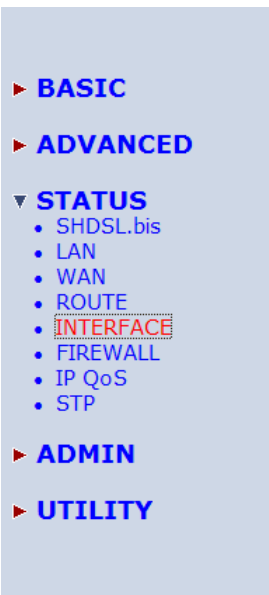 BASIC
ADVANCED
STATUS
SHDSL.bis
LAN
WAN
ROUTE
INTERFACE
FIREWALL
IP QoS
STP
ADMIN
UTILITY